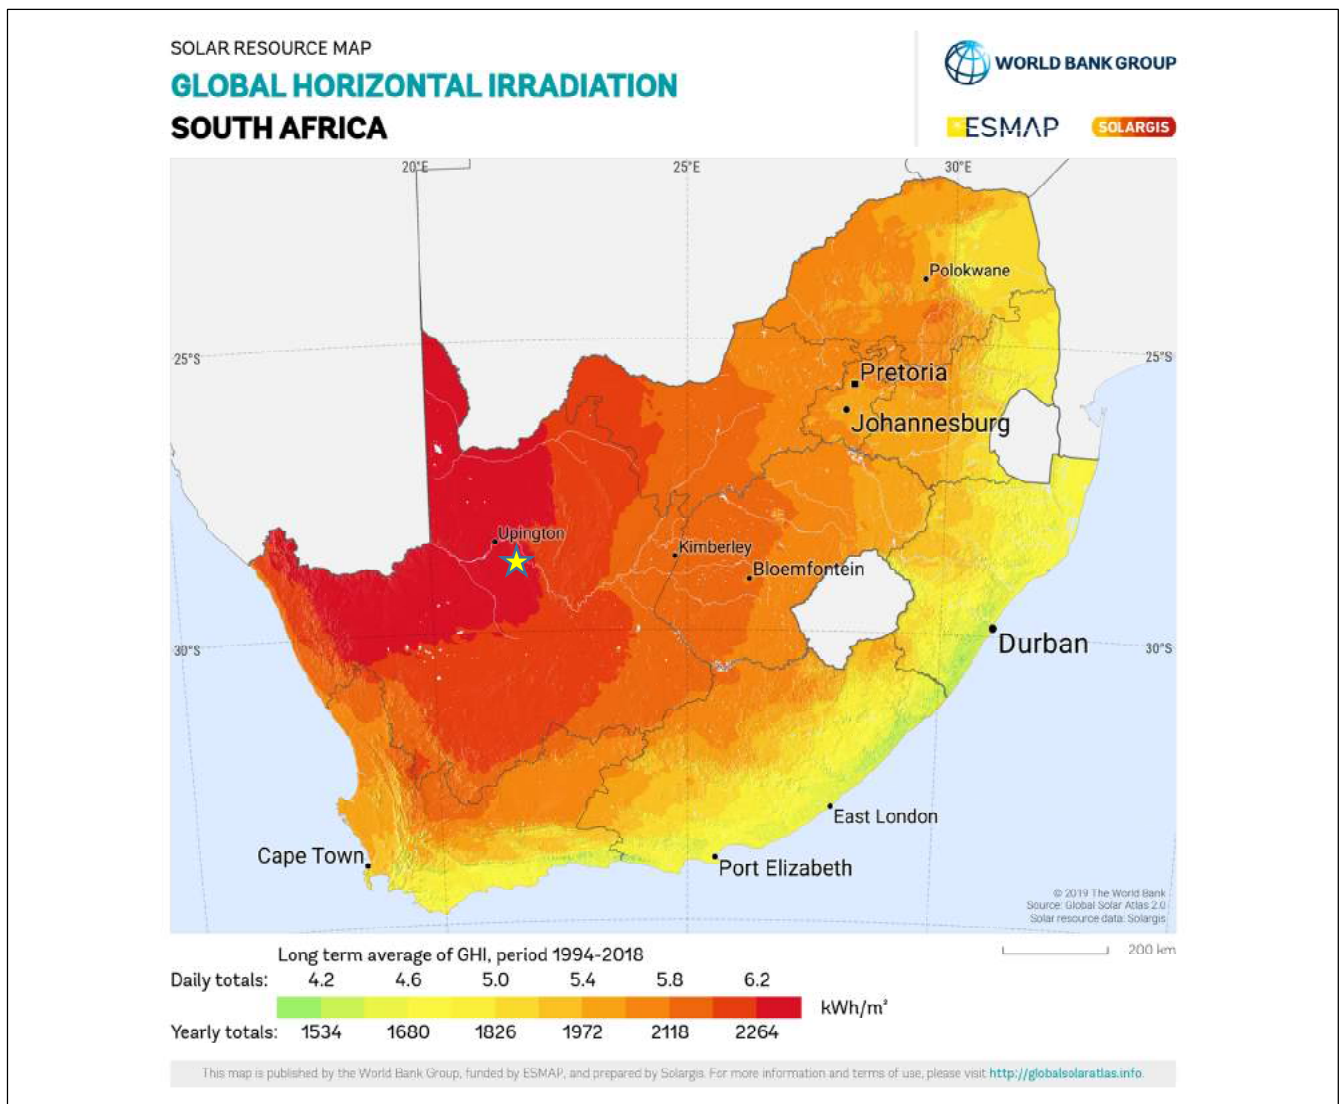 SOLAR RESOURCE MAP
GLOBAL HORIZONTAL IRRADIATION
SOUTH AFRICA
WORLD BANK GROUP
ESMAP
SOLARGIS
20°E
25°E
30°E
Polokwane
25°S
25°S
Pretoria
Johannesburg
Upington
Kimberley
Bloemfontein
Durban
30°S
30°S
East London
Cape Town
Port Elizabeth
© 2019 The World Bank
Source: Global Solar Atlas 2.0
Solar resource data: Solargis
200 km
Long term average of GHI, period 1994-2018
Daily totals: 4.2 4.6 5.0 5.4 5.8 6.2
kWh/m²
Yearly totals: 1534 1680 1826 1972 2118 2264
This map is published by the World Bank Group, funded by ESMAP, and prepared by Solargis. For more information and terms of use, please visit http://globalsolaratlas.info.